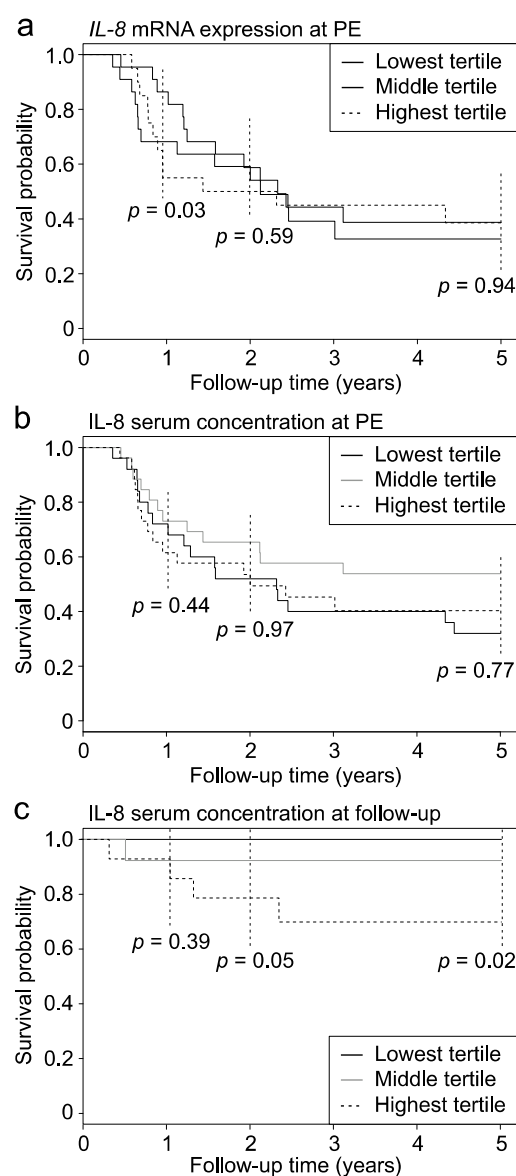 a
IL-8 mRNA expression at PE
Lowest tertile
Middle tertile
Highest tertile
Survival probability
1.0
0.8
0.6
0.4
0.2
0
p = 0.03
p = 0.59
p = 0.94
0 1 2 3 4 5
Follow-up time (years)
b
IL-8 serum concentration at PE
Lowest tertile
Middle tertile
Highest tertile
Survival probability
1.0
0.8
0.6
0.4
0.2
0
p = 0.44
p = 0.97
p = 0.77
0 1 2 3 4 5
Follow-up time (years)
c
IL-8 serum concentration at follow-up
Survival probability
1.0
0.8
0.6
0.4
0.2
0
p = 0.39
p = 0.05
p = 0.02
Lowest tertile
Middle tertile
Highest tertile
0 1 2 3 4 5
Follow-up time (years)